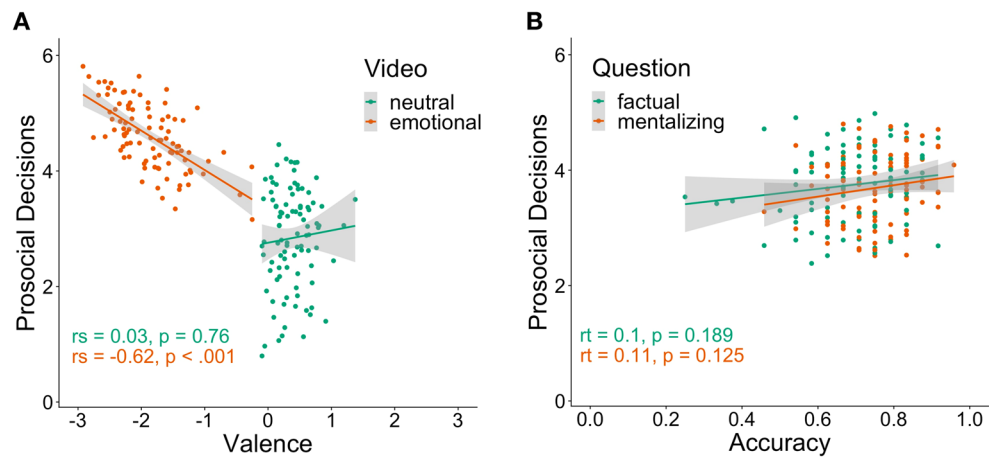 A
Prosocial Decisions
6
4
2
0
Video
neutral
emotional
rs = 0.03, p = 0.76
rs = -0.62, p < .001
-3 -2 -1 0 1 2 3
Valence
B
Prosocial Decisions
6
4
2
0
Question
factual
mentalizing
rt = 0.1, p = 0.189
rt = 0.11, p = 0.125
0.0 0.2 0.4 0.6 0.8 1.0
Accuracy